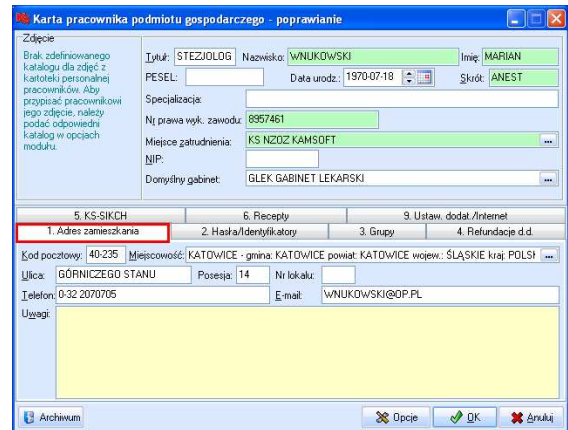 Karta pracownika podmiotu gospodarczego - poprawianie
Zdjęcie
Brak zdefiniowanego
katalogu dla zdjęć z
kartoteki personalnej
pracowników. Aby
przypisać pracownikowi
jego zdjęcie, należy
podać odpowiedni
katalog w opcjach
modułu.
Tytuł: STEZJOLOG Nazwisko: WNUKOWSKI Imię: MARIAN
PESEL: Data urodz.: 1970-07-18 Skrót: ANEST
Specjalizacja:
Nr prawa wyk. zawodu: 8957461
Miejsce zatrudnienia: KS NZOZ KAMSOFT ...
NIP:
Domyślny gabinet: GLEK GABINET LEKARSKI ...
5. KS-SIKCH 6. Recepty 9. Ustaw. dodat./Internet
1. Adres zamieszkania 2. Hasła/Identyfikatory 3. Grupy 4. Refundacje d.d.
Kod pocztowy: 40-235 Miejscowość: KATOWICE - gmina: KATOWICE powiat: KATOWICE wojew.: ŚLĄSKIE kraj: POLSK ...
Ulica: GÓRNICZEGO STANU Posesja: 14 Nr lokalu:
Telefon: 0-32 2070705 E-mail: WNUKOWSKI@OP.PL
Uwagi:
Archiwum Opcje OK Anuluj